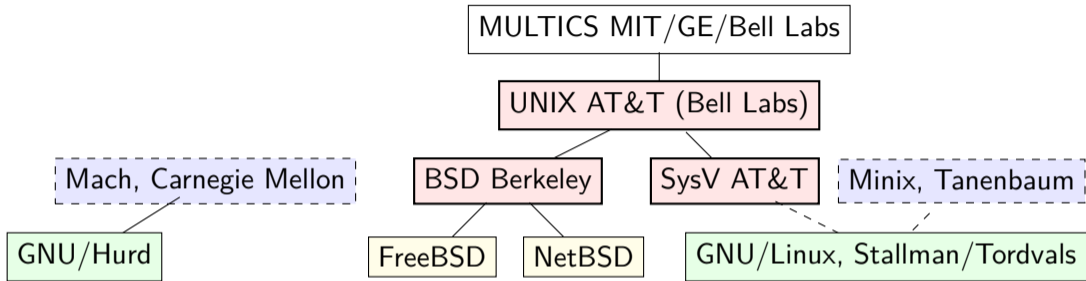 MULTICS MIT/GE/Bell Labs
UNIX AT&T (Bell Labs)
Mach, Carnegie Mellon
BSD Berkeley
SysV AT&T
Minix, Tanenbaum
GNU/Hurd
FreeBSD
NetBSD
GNU/Linux, Stallman/Tordvals